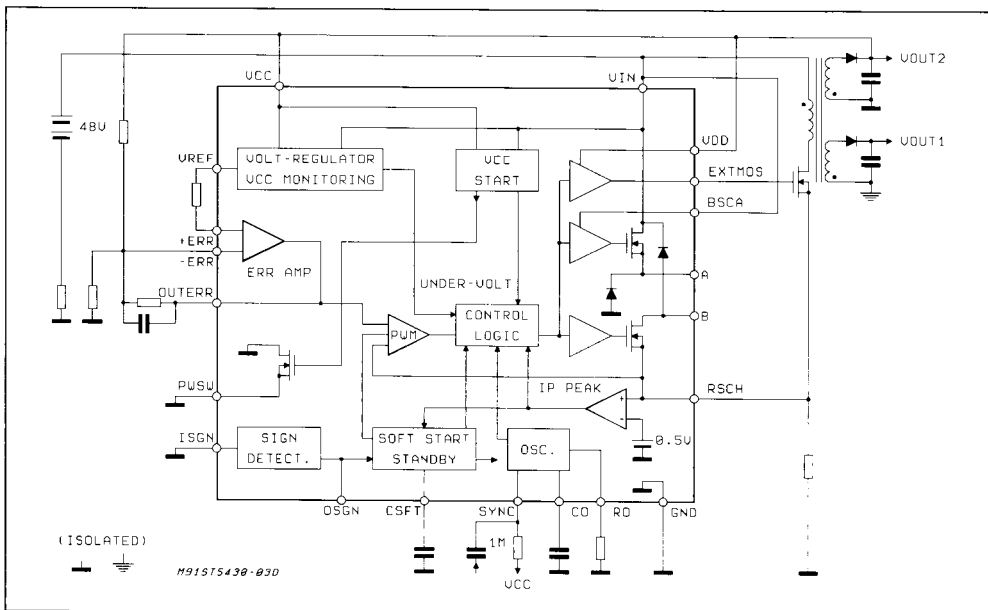 VOUT2
VCC
VIN
48V
VDD
VOUT1
VREF
VOLT-REGULATOR
VCC MONITORING
VCC
START
EXTMOS
BSCA
+ERR
-ERR
ERR AMP
A
OUTERR
UNDER-VOLT
CONTROL
LOGIC
B
PWM
PWSW
IP PEAK
RSCH
+
-
ISGN
SIGN
DETECT.
SOFT START
STANDBY
OSC.
0.5V
OSGN
CSFT
SYNC
CO
RO
GND
1M
(ISOLATED)
VCC
M91ST5430-03D